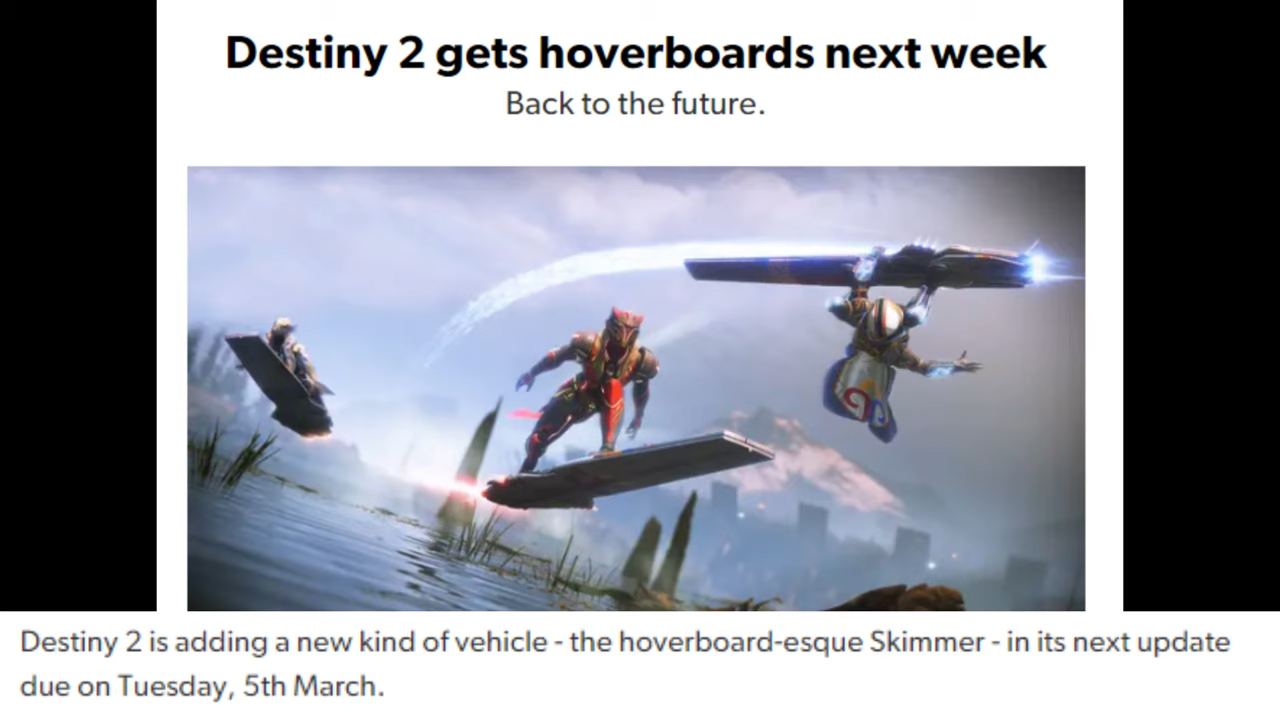 Destiny 2 gets hoverboards next week
Back to the future.
Destiny 2 is adding a new kind of vehicle - the hoverboard-esque Skimmer - in its next update
due on Tuesday, 5th March.